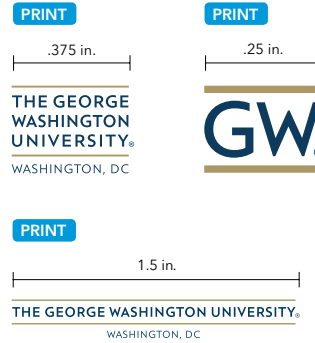 PRINT
.375 in.
THE GEORGE
WASHINGTON
UNIVERSITY®
WASHINGTON, DC
PRINT
.25 in.
GW
PRINT
1.5 in.
THE GEORGE WASHINGTON UNIVERSITY®
WASHINGTON, DC